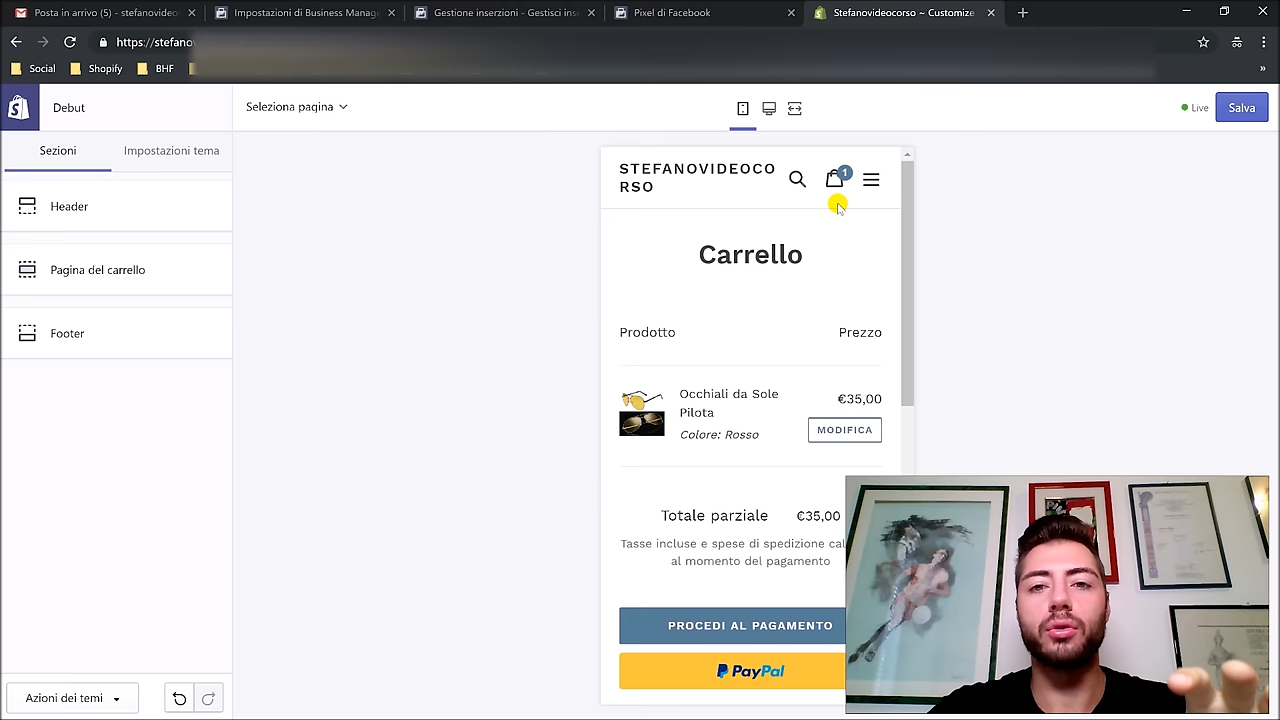 Posta in arrivo (5) - stefanovideoc
Impostazioni di Business Manag
Gestione inserzioni - Gestisci inse
Pixel di Facebook
Stefanovideocorso ~ Customize
https://stefano
Social
Shopify
BHF
»
Debut
Seleziona pagina
Live
Salva
Sezioni
Impostazioni tema
Header
Pagina del carrello
Footer
Azioni dei temi
STEFANOVIDEOCO
RSO
1
Carrello
Prodotto Prezzo
Occhiali da Sole
Pilota
€35,00
Colore: Rosso
MODIFICA
Totale parziale €35,00
Tasse incluse e spese di spedizione cal
al momento del pagamento
PROCEDI AL PAGAMENTO
PayPal